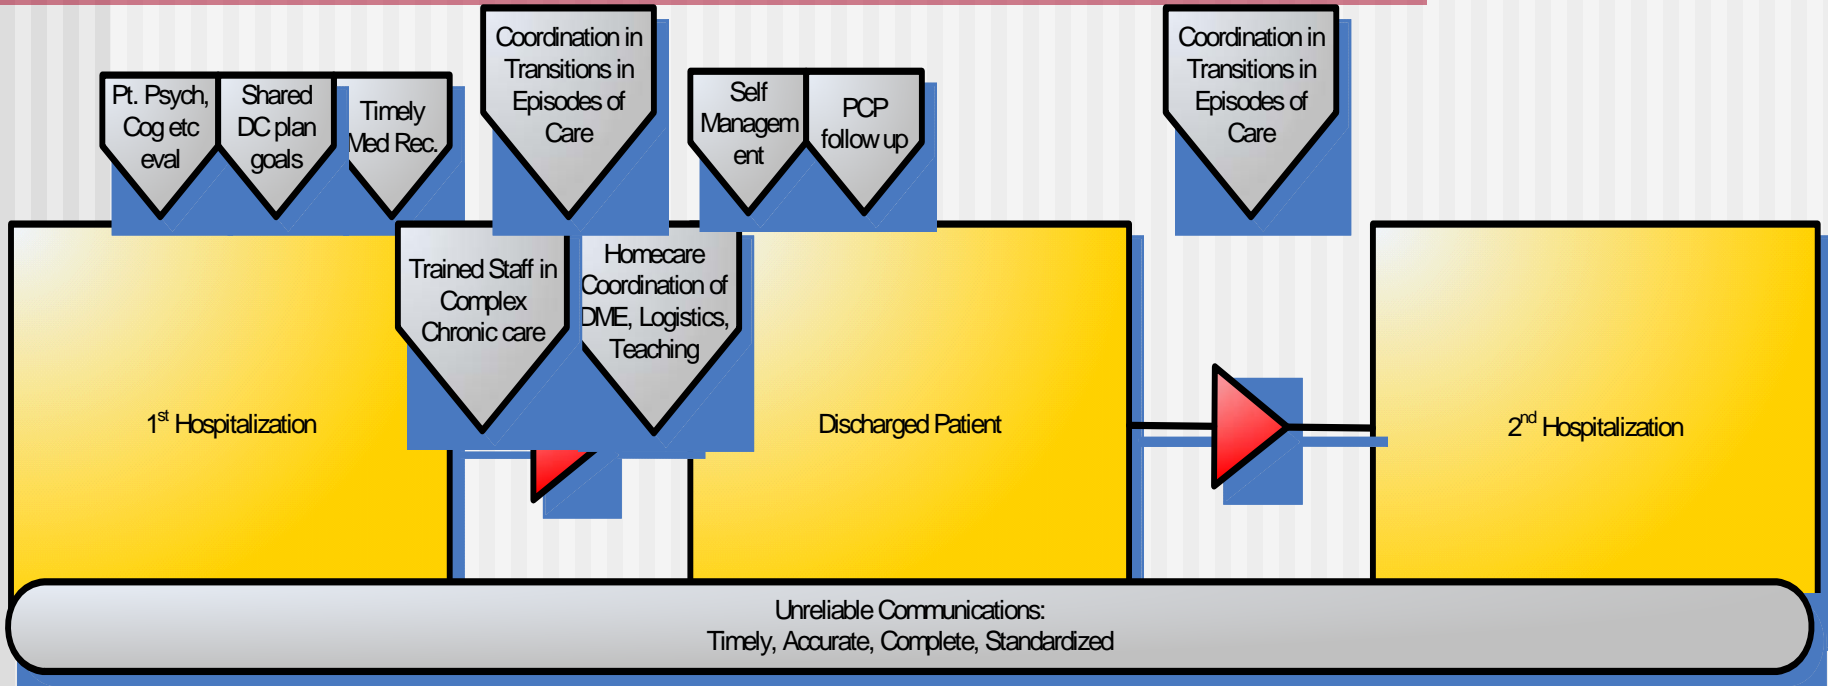 Pt. Psych,
Cog etc
eval
Shared
DC plan
goals
Timely
Med Rec.
Coordination in
Transitions in
Episodes of
Care
Self
Managem
ent
PCP
follow up
Coordination in
Transitions in
Episodes of
Care
Trained Staff in
Complex
Chronic care
Homecare
Coordination of
DME, Logistics,
Teaching
1st Hospitalization
Discharged Patient
2nd Hospitalization
Unreliable Communications:
Timely, Accurate, Complete, Standardized